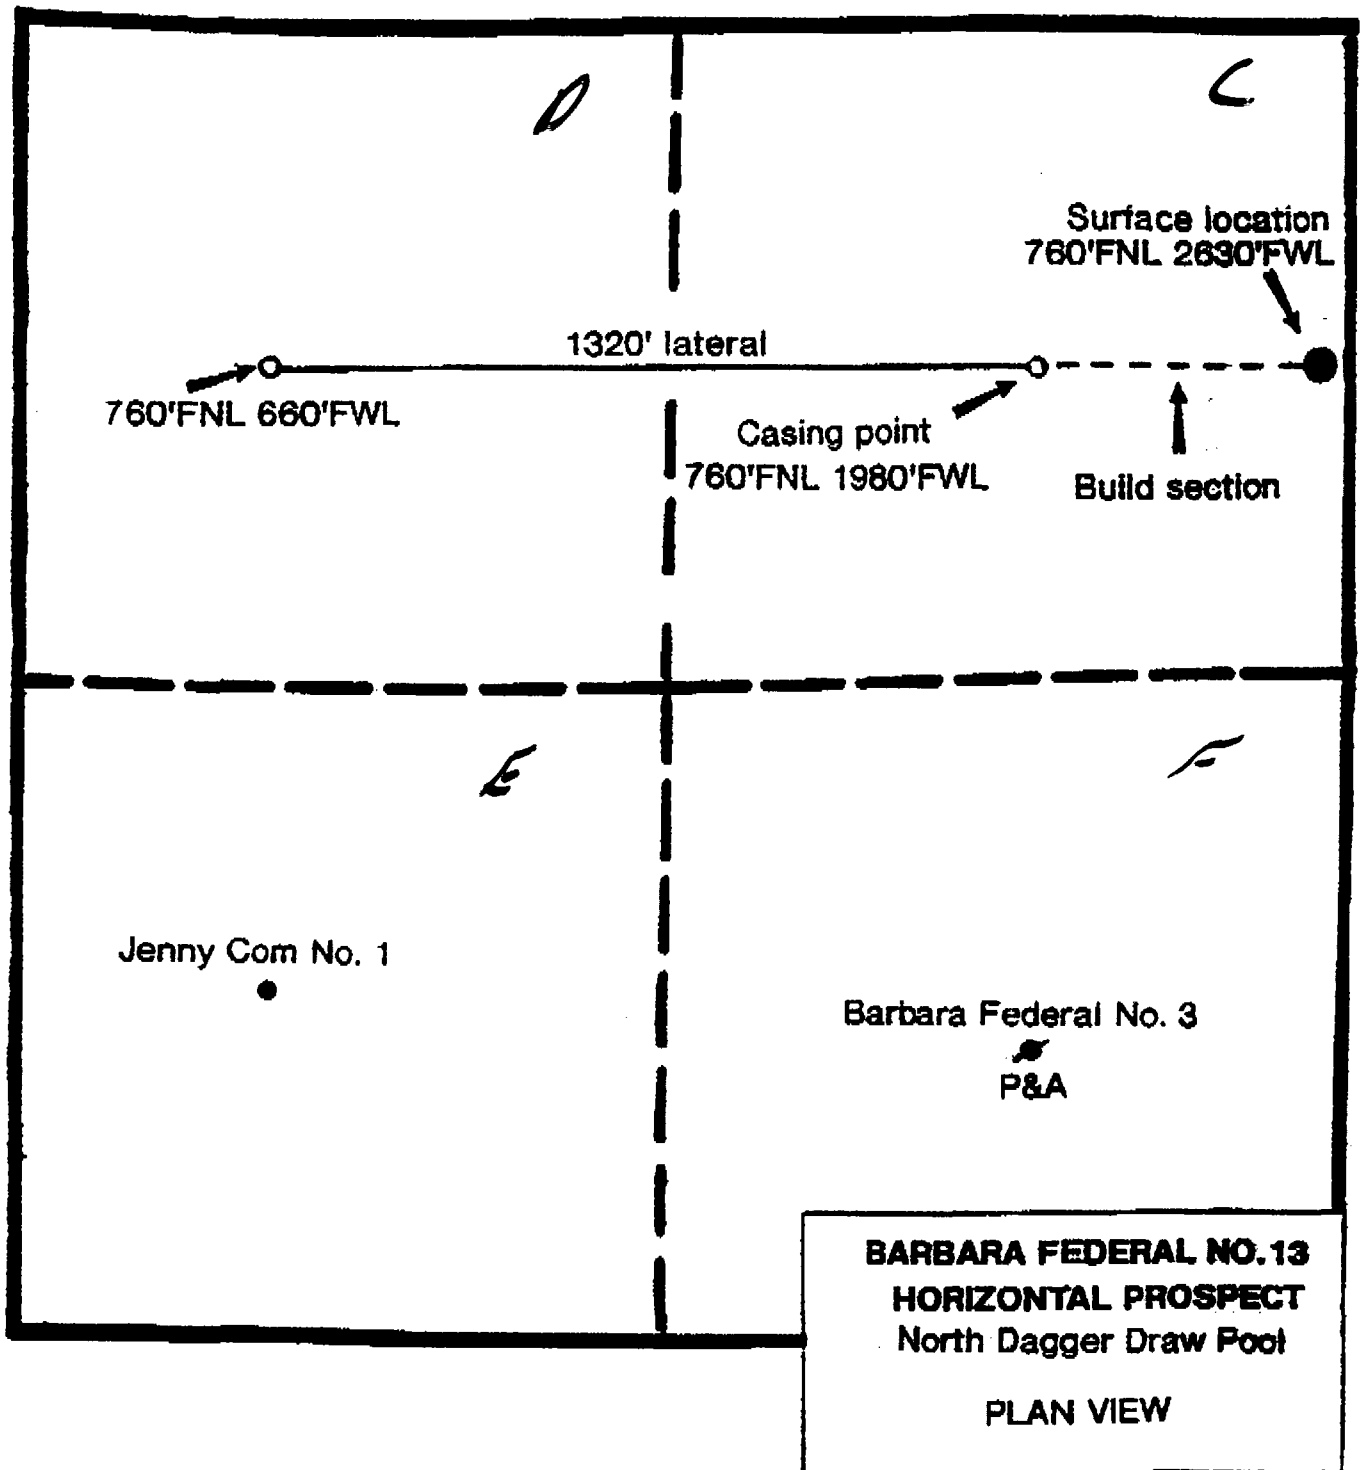 D
C
Surface location
760'FNL 2630'FWL
1320' lateral
760'FNL 660'FWL
Casing point
760'FNL 1980'FWL
Build section
E
F
Jenny Com No. 1
Barbara Federal No. 3
P&A
BARBARA FEDERAL NO.13
HORIZONTAL PROSPECT
North Dagger Draw Pool
PLAN VIEW